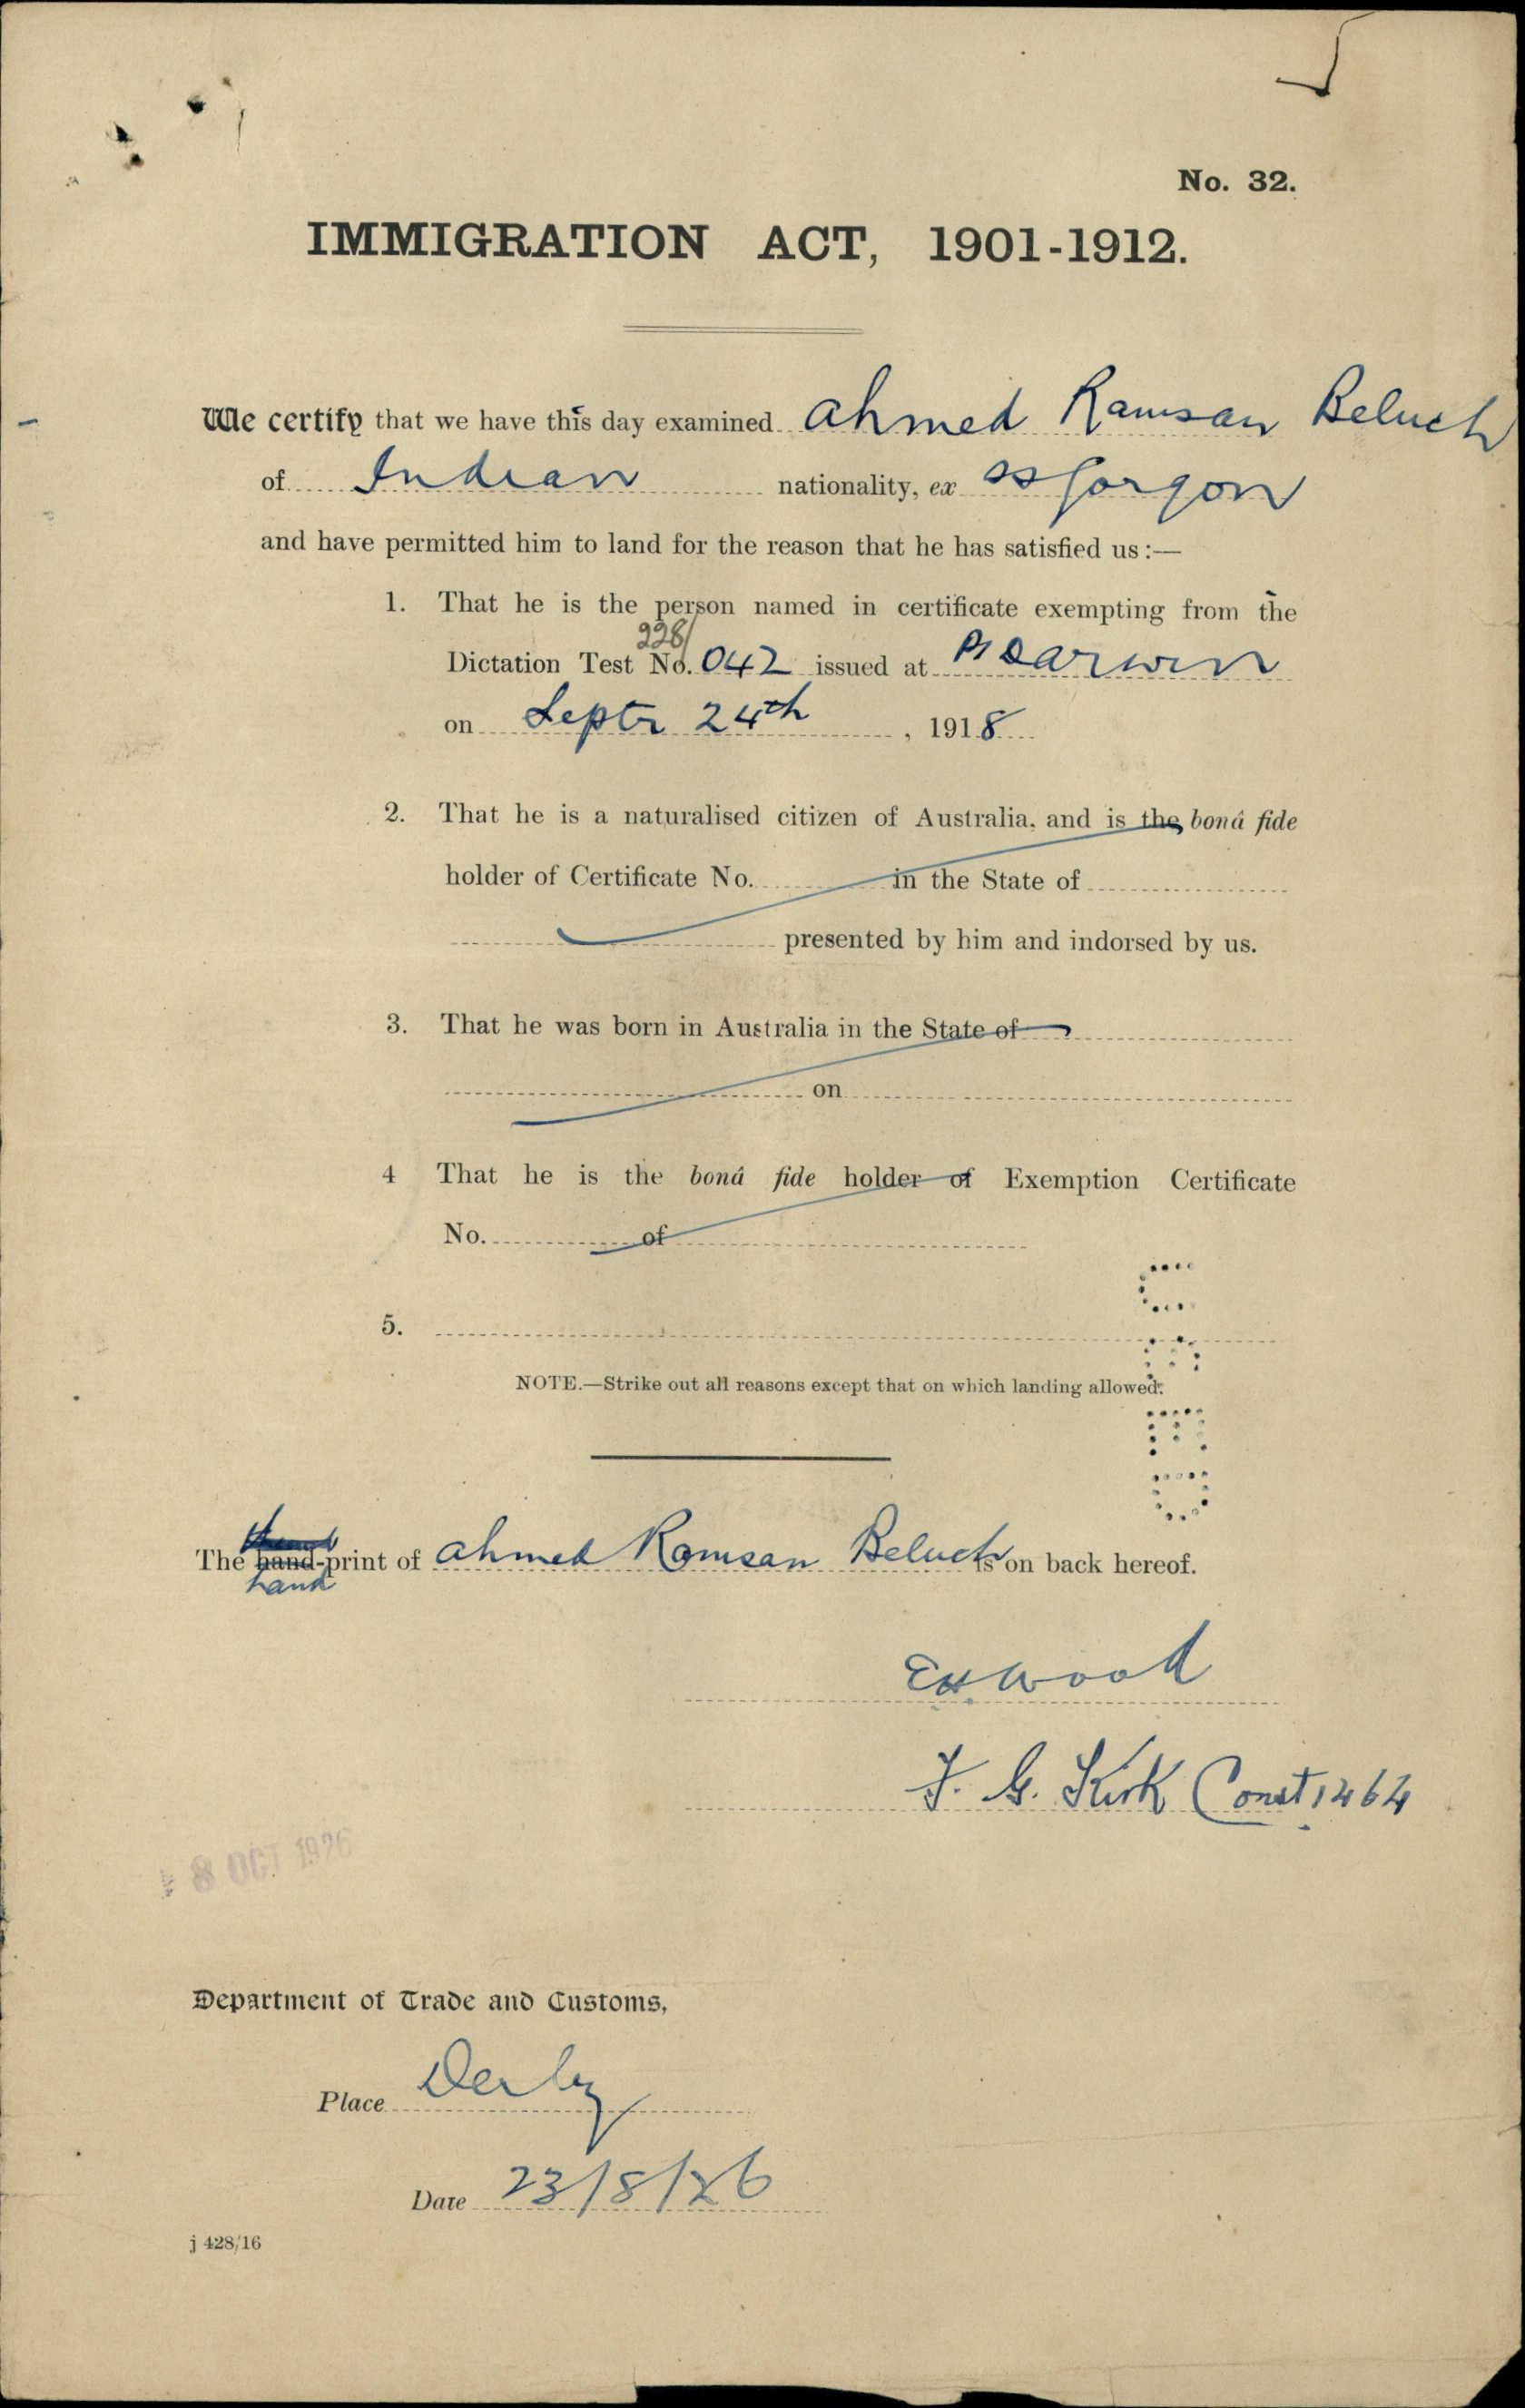 No. 32.
IMMIGRATION ACT, 1901-1912.
We certify that we have this day examined Ahmed Ramsan Beluch
of Indian nationality, ex SS Gorgon
and have permitted him to land for the reason that he has satisfied us:—
1. That he is the person named in certificate exempting from the
228/
Dictation Test No. 042 issued at Pt Darwin
on Septr 24th, 1918
2. That he is a naturalised citizen of Australia, and is the bonâ fide
holder of Certificate No. in the State of
presented by him and indorsed by us.
3. That he was born in Australia in the State of
on
4 That he is the bonâ fide holder of Exemption Certificate
No. of
5.
NOTE.—Strike out all reasons except that on which landing allowed.
The hand-print of Ahmed Ramsan Beluch is on back hereof.
hand
EHWood
F. G. Kirk Const 1464
8 OCT 1926
Department of Trade and Customs,
Place Derby
Date 23/8/26
j 428/16